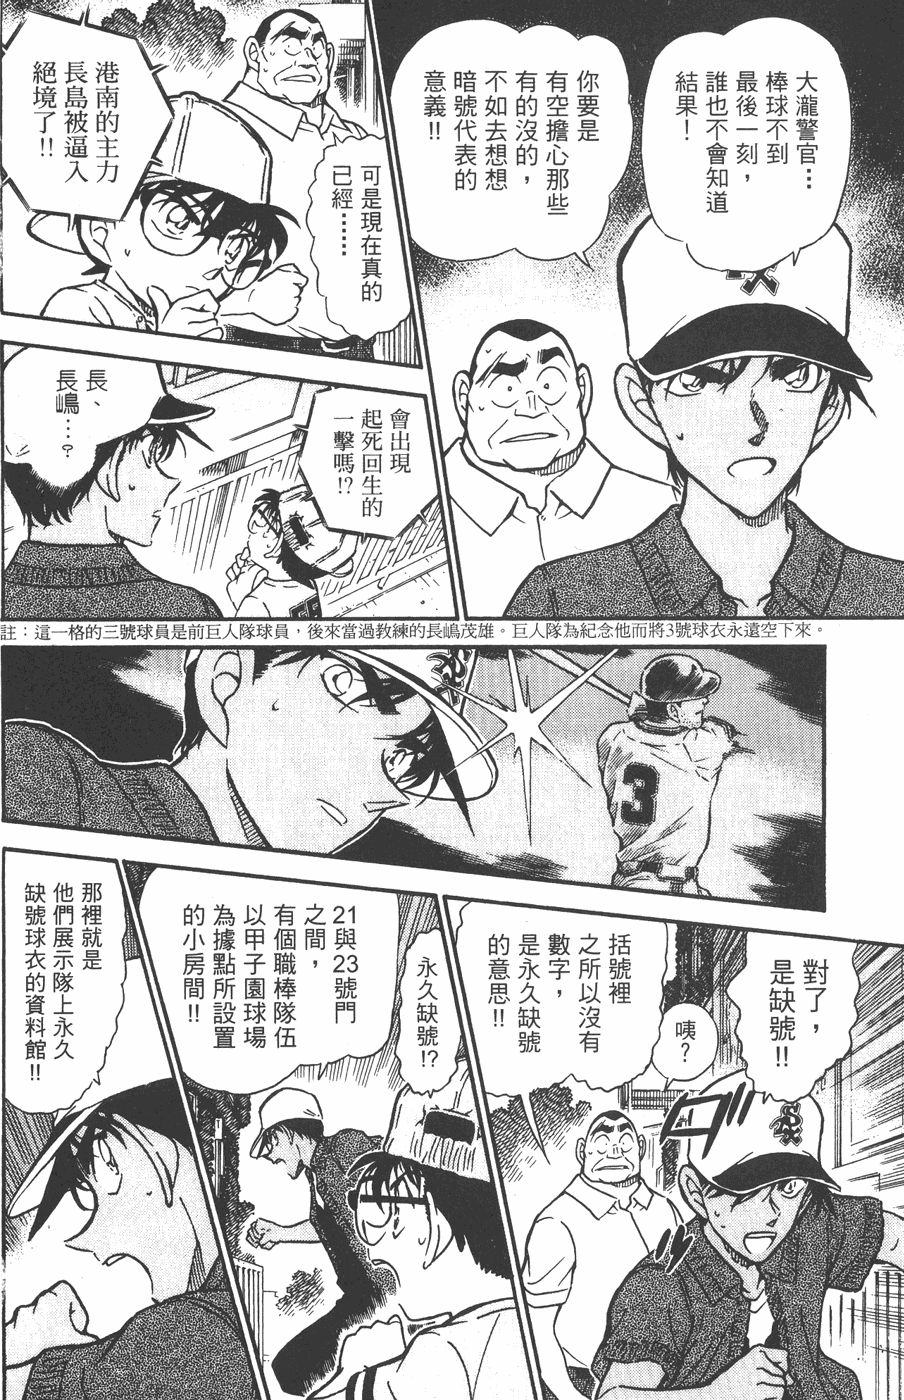 大瀧警官…
棒球不到
最後一刻，
誰也不會知道
結果！
你要是
有空擔心那些
有的沒的，
不如去想想
暗號代表的
意義！！
可是現在真的
已經……
港南的主力
長島被逼入
絕境了！！
會出現
起死回生的
一擊嗎！？
長、
長嶋…？
註：這一格的三號球員是前巨人隊球員，後來當過教練的長嶋茂雄。巨人隊為紀念他而將3號球衣永遠空下來。
3
對了，
是缺號！！
咦？
括號裡
之所以沒有
數字，
是永久缺號
的意思！！
永久缺號！？
21與23號門
之間，
有個職棒隊伍
以甲子園球場
為據點所設置
的小房間！！
那裡就是
他們展示隊上永久
缺號球衣的資料
館！！